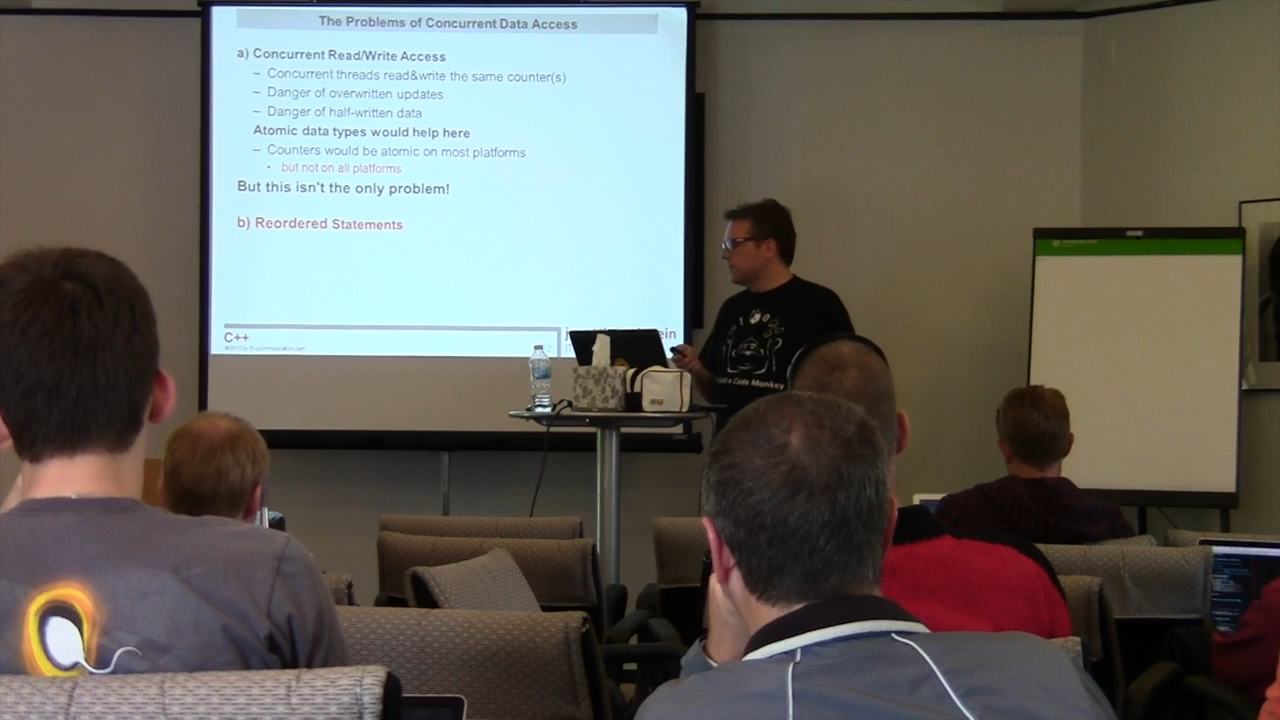 The Problems of Concurrent Data Access
a) Concurrent Read/Write Access
– Concurrent threads read&write the same counter(s)
– Danger of overwritten updates
– Danger of half-written data
Atomic data types would help here
– Counters would be atomic on most platforms
• but not on all platforms
But this isn't the only problem!
b) Reordered Statements
C++
a Code Monkey